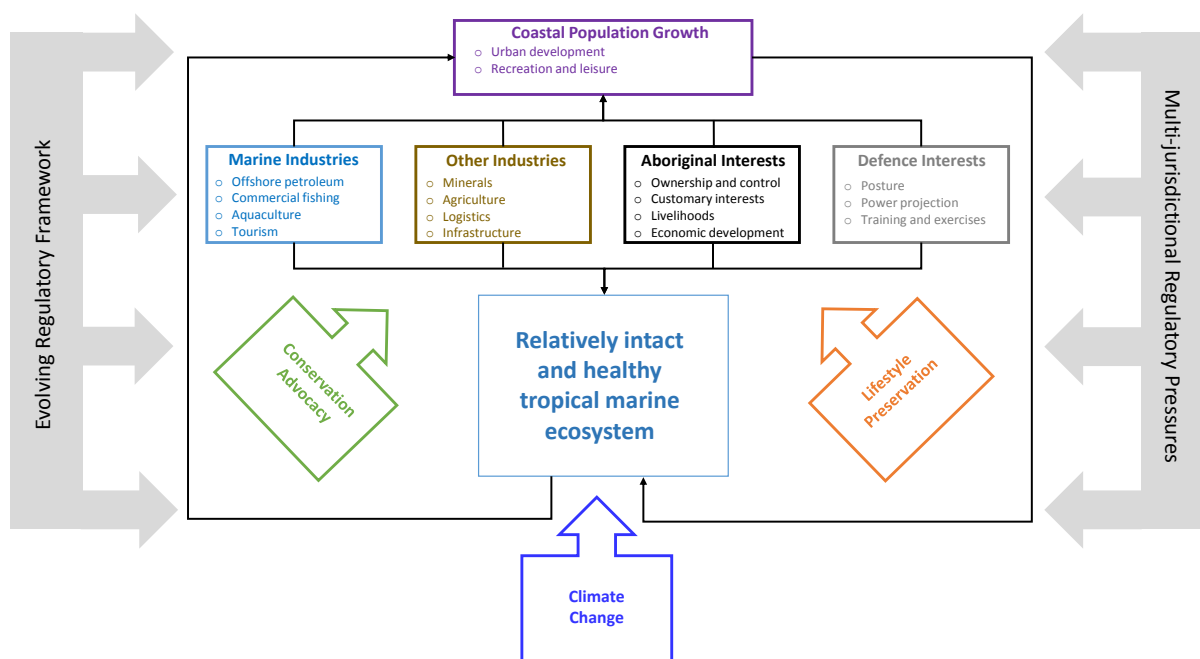 Coastal Population Growth
○ Urban development
○ Recreation and leisure
Marine Industries
○ Offshore petroleum
○ Commercial fishing
○ Aquaculture
○ Tourism
Other Industries
○ Minerals
○ Agriculture
○ Logistics
○ Infrastructure
Aboriginal Interests
○ Ownership and control
○ Customary interests
○ Livelihoods
○ Economic development
Defence Interests
○ Posture
○ Power projection
○ Training and exercises
Evolving Regulatory Framework
Multi-jurisdictional Regulatory Pressures
Conservation
Advocacy
Relatively intact
and healthy
tropical marine
ecosystem
Lifestyle
Preservation
Climate
Change